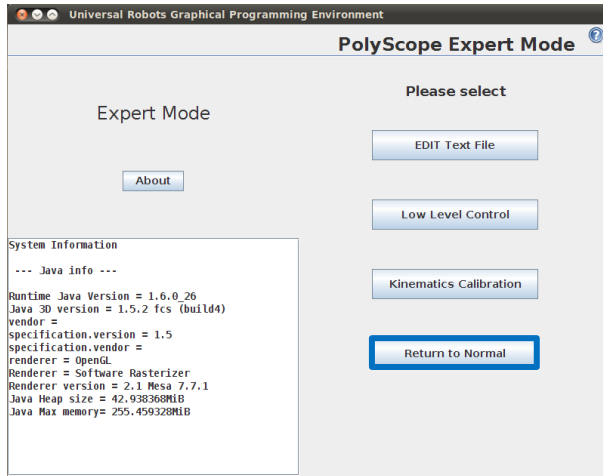 Universal Robots Graphical Programming Environment
PolyScope Expert Mode ?
Expert Mode
About
System Information
--- Java info ---
Runtime Java Version = 1.6.0_26
Java 3D version = 1.5.2 fcs (build4)
vendor =
specification.version = 1.5
specification.vendor =
renderer = OpenGL
Renderer = Software Rasterizer
Renderer version = 2.1 Mesa 7.7.1
Java Heap size = 42.938368MiB
Java Max memory= 255.459328MiB
Please select
EDIT Text File
Low Level Control
Kinematics Calibration
Return to Normal